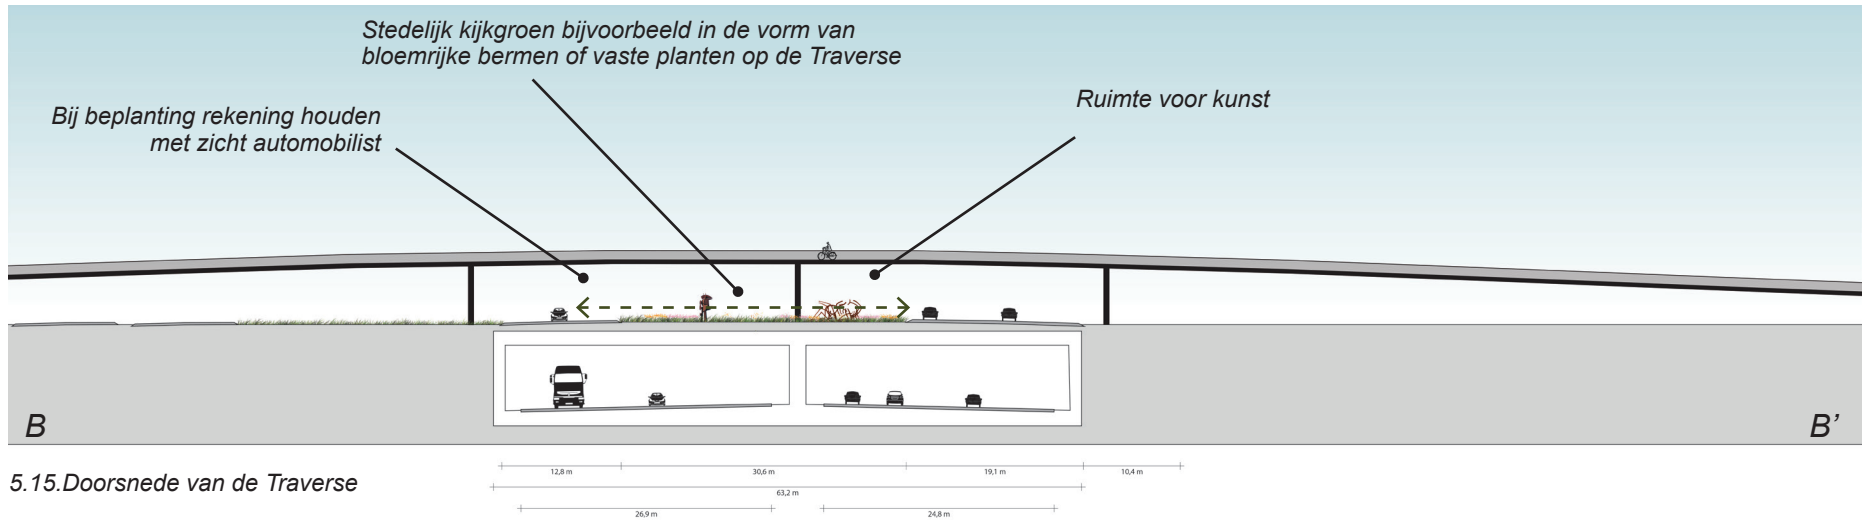 Stedelijk kijkgroen bijvoorbeeld in de vorm van
bloemrijke bermen of vaste planten op de Traverse
Bij beplanting rekening houden
met zicht automobilist
Ruimte voor kunst
B
B’
5.15.Doorsnede van de Traverse
12,8 m
30,6 m
19,1 m
10,4 m
63,2 m
26,9 m
24,8 m